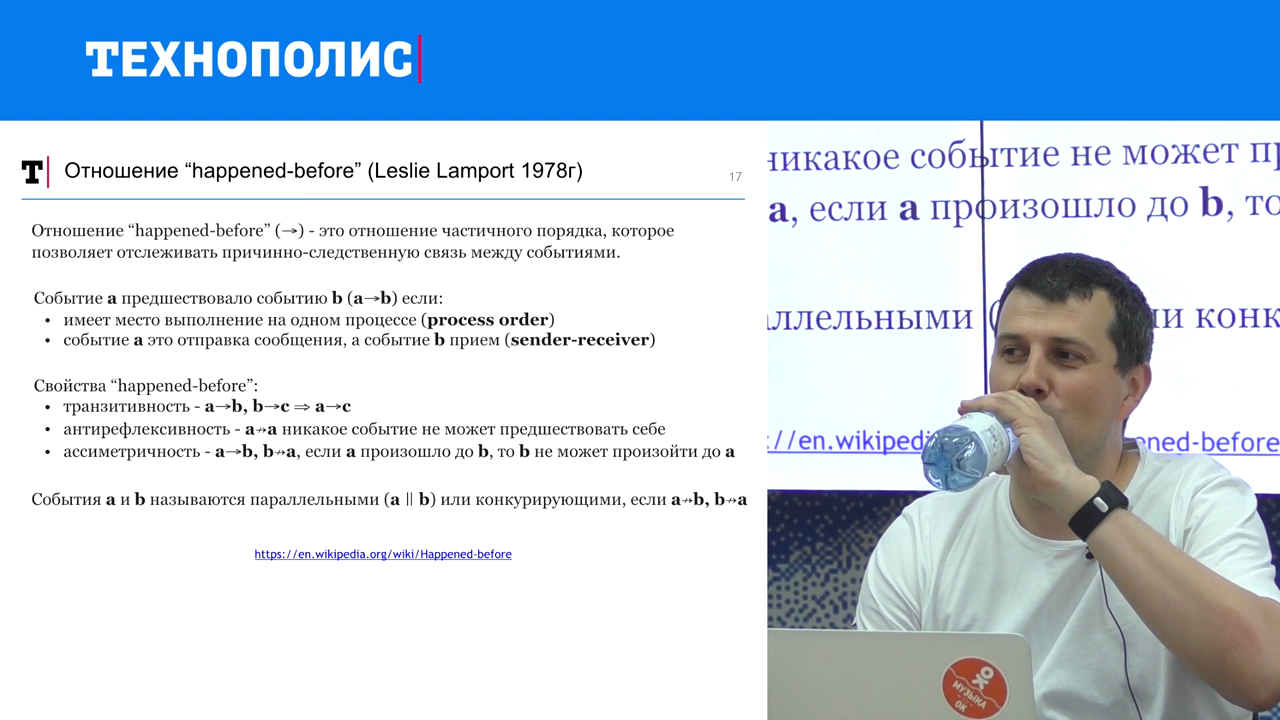 ТЕХНОПОЛИС
Т Отношение “happened-before” (Leslie Lamport 1978г)
17
Отношение “happened-before” (→) - это отношение частичного порядка, которое
позволяет отслеживать причинно-следственную связь между событиями.
Событие a предшествовало событию b (a→b) если:
• имеет место выполнение на одном процессе (process order)
• событие a это отправка сообщения, а событие b прием (sender-receiver)
Свойства “happened-before”:
• транзитивность - a→b, b→c ⇒ a→c
• антирефлексивность - a↛a никакое событие не может предшествовать себе
• ассиметричность - a→b, b↛a, если a произошло до b, то b не может произойти до a
События a и b называются параллельными (a || b) или конкурирующими, если a↛b, b↛a
https://en.wikipedia.org/wiki/Happened-before
никакое событие не может
a, если a произошло до b, то
://en.wikipedi
ened-before
МУЗЫКА
ОК